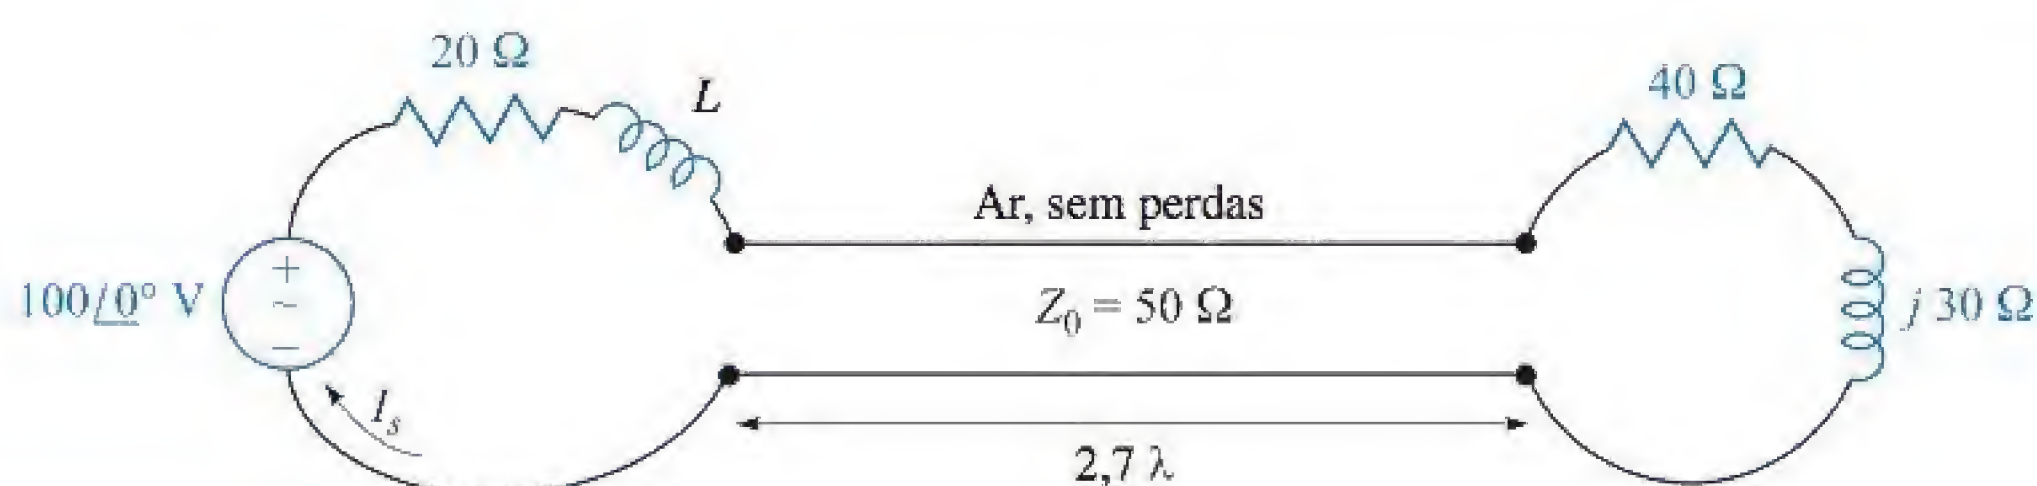 20 Ω
L
40 Ω
Ar, sem perdas
100/0° V
+
~
−
Z₀ = 50 Ω
j 30 Ω
Iₛ
2,7 λ